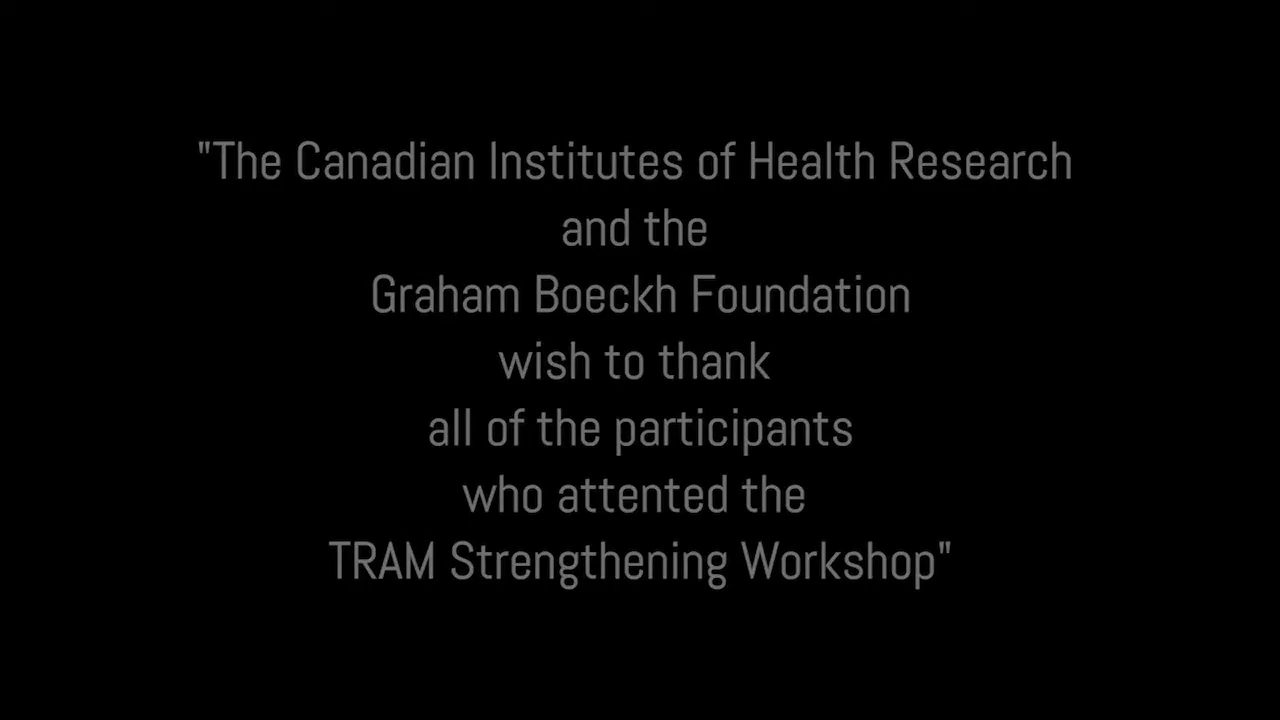 "The Canadian Institutes of Health Research
and the
Graham Boeckh Foundation
wish to thank
all of the participants
who attented the
TRAM Strengthening Workshop"